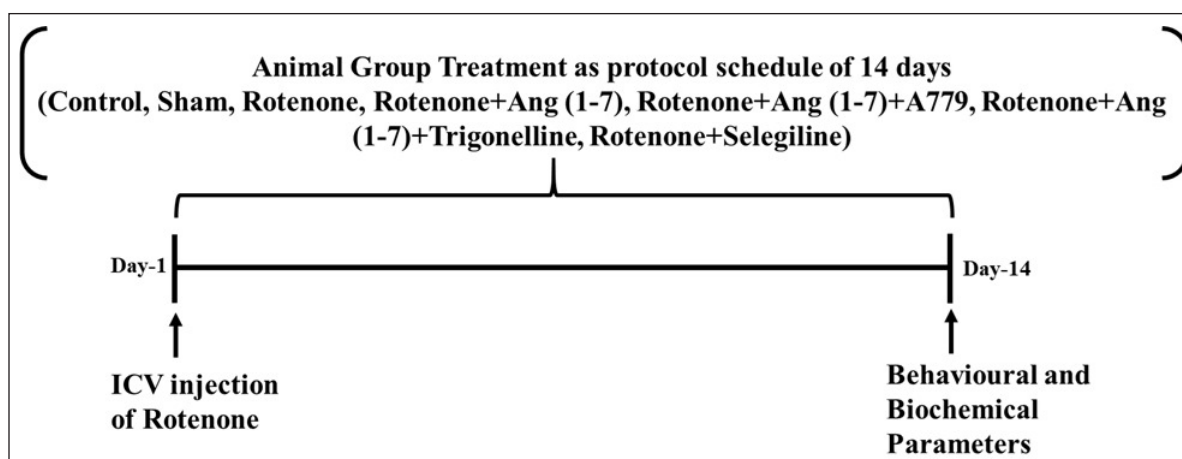 Animal Group Treatment as protocol schedule of 14 days
(Control, Sham, Rotenone, Rotenone+Ang (1-7), Rotenone+Ang (1-7)+A779, Rotenone+Ang
(1-7)+Trigonelline, Rotenone+Selegiline)
Day-1
Day-14
ICV injection
of Rotenone
Behavioural and
Biochemical
Parameters